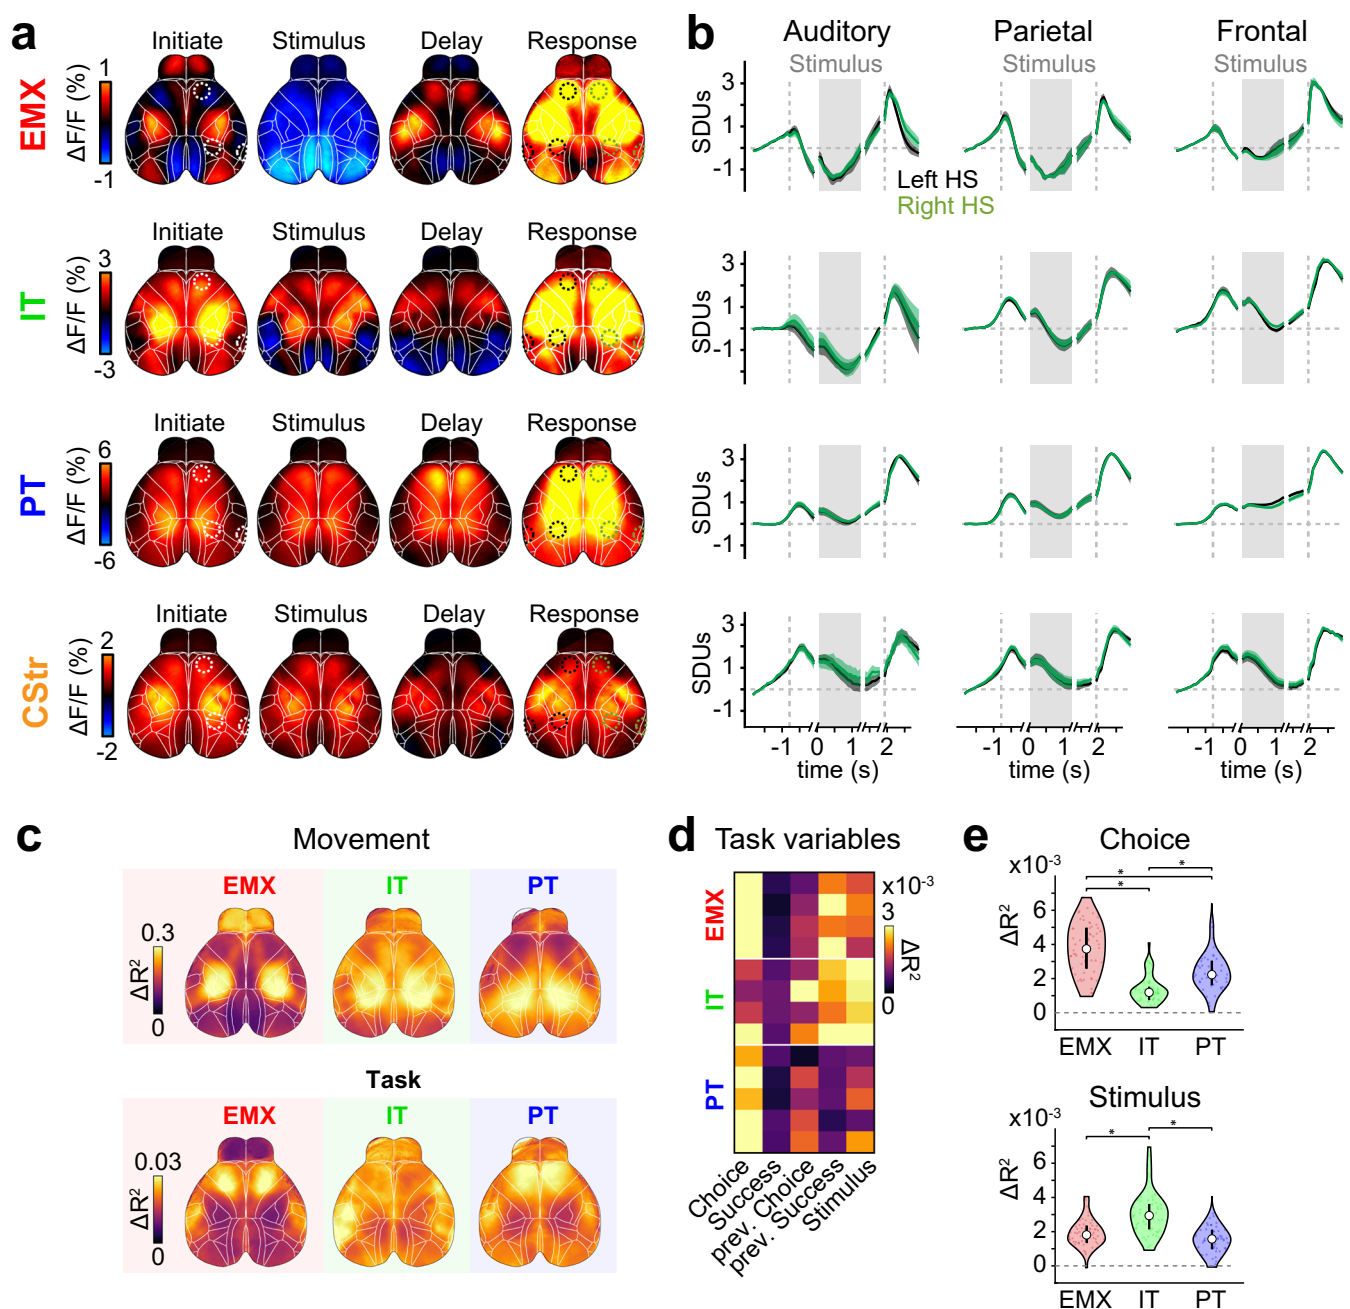 a
Initiate Stimulus Delay Response
EMX
ΔF/F (%)
1
-1
Initiate Stimulus Delay Response
IT
ΔF/F (%)
3
-3
Initiate Stimulus Delay Response
PT
ΔF/F (%)
6
-6
Initiate Stimulus Delay Response
CStr
ΔF/F (%)
2
-2
b
Auditory Parietal Frontal
Stimulus Stimulus Stimulus
SDUs
3
1
-1
Left HS
Right HS
SDUs
3
1
-1
SDUs
3
1
-1
SDUs
3
1
-1
-1 0 1 2 -1 0 1 2 -1 0 1 2
time (s) time (s) time (s)
c
Movement
EMX IT PT
0.3
ΔR²
0
Task
EMX IT PT
0.03
ΔR²
0
d
Task variables
EMX
IT
PT
x10⁻³
3
ΔR²
0
Choice
Success
prev. Choice
prev. Success
Stimulus
e
Choice
x10⁻³
* *
*
ΔR²
6
4
2
0
EMX IT PT
Stimulus
x10⁻³
* *
ΔR²
6
4
2
0
EMX IT PT